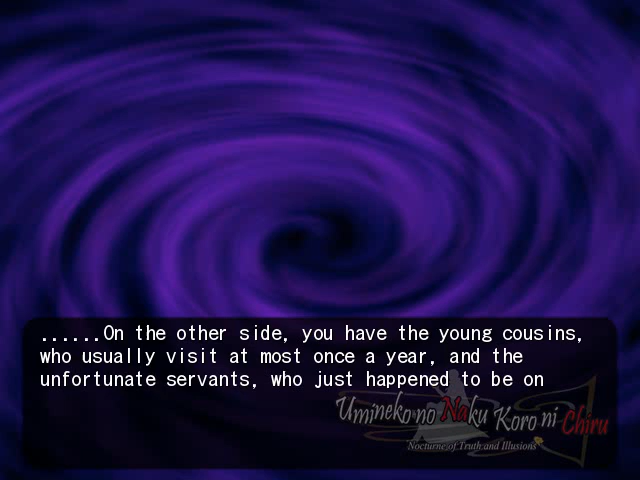 ......On the other side, you have the young cousins,
who usually visit at most once a year, and the
unfortunate servants, who just happened to be on
Umineko no Naku Koro ni Chiru
Nocturne of Truth and Illusions